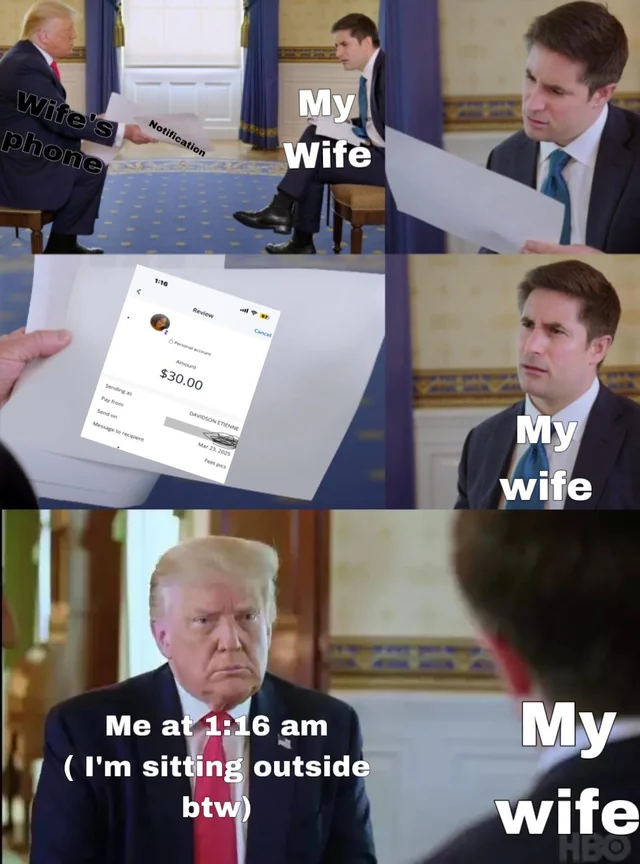 Wife's
phone
Notification
My
Wife
1:16
Review
Cancel
Personal account
Amount
$30.00
Sending as
DAVIDSON ETIENNE
Pay from
Send on
Mar 23, 2025
Message to recipient
Feet pics
My
wife
Me at 1:16 am
( I'm sitting outside
btw)
My
wife
HBO